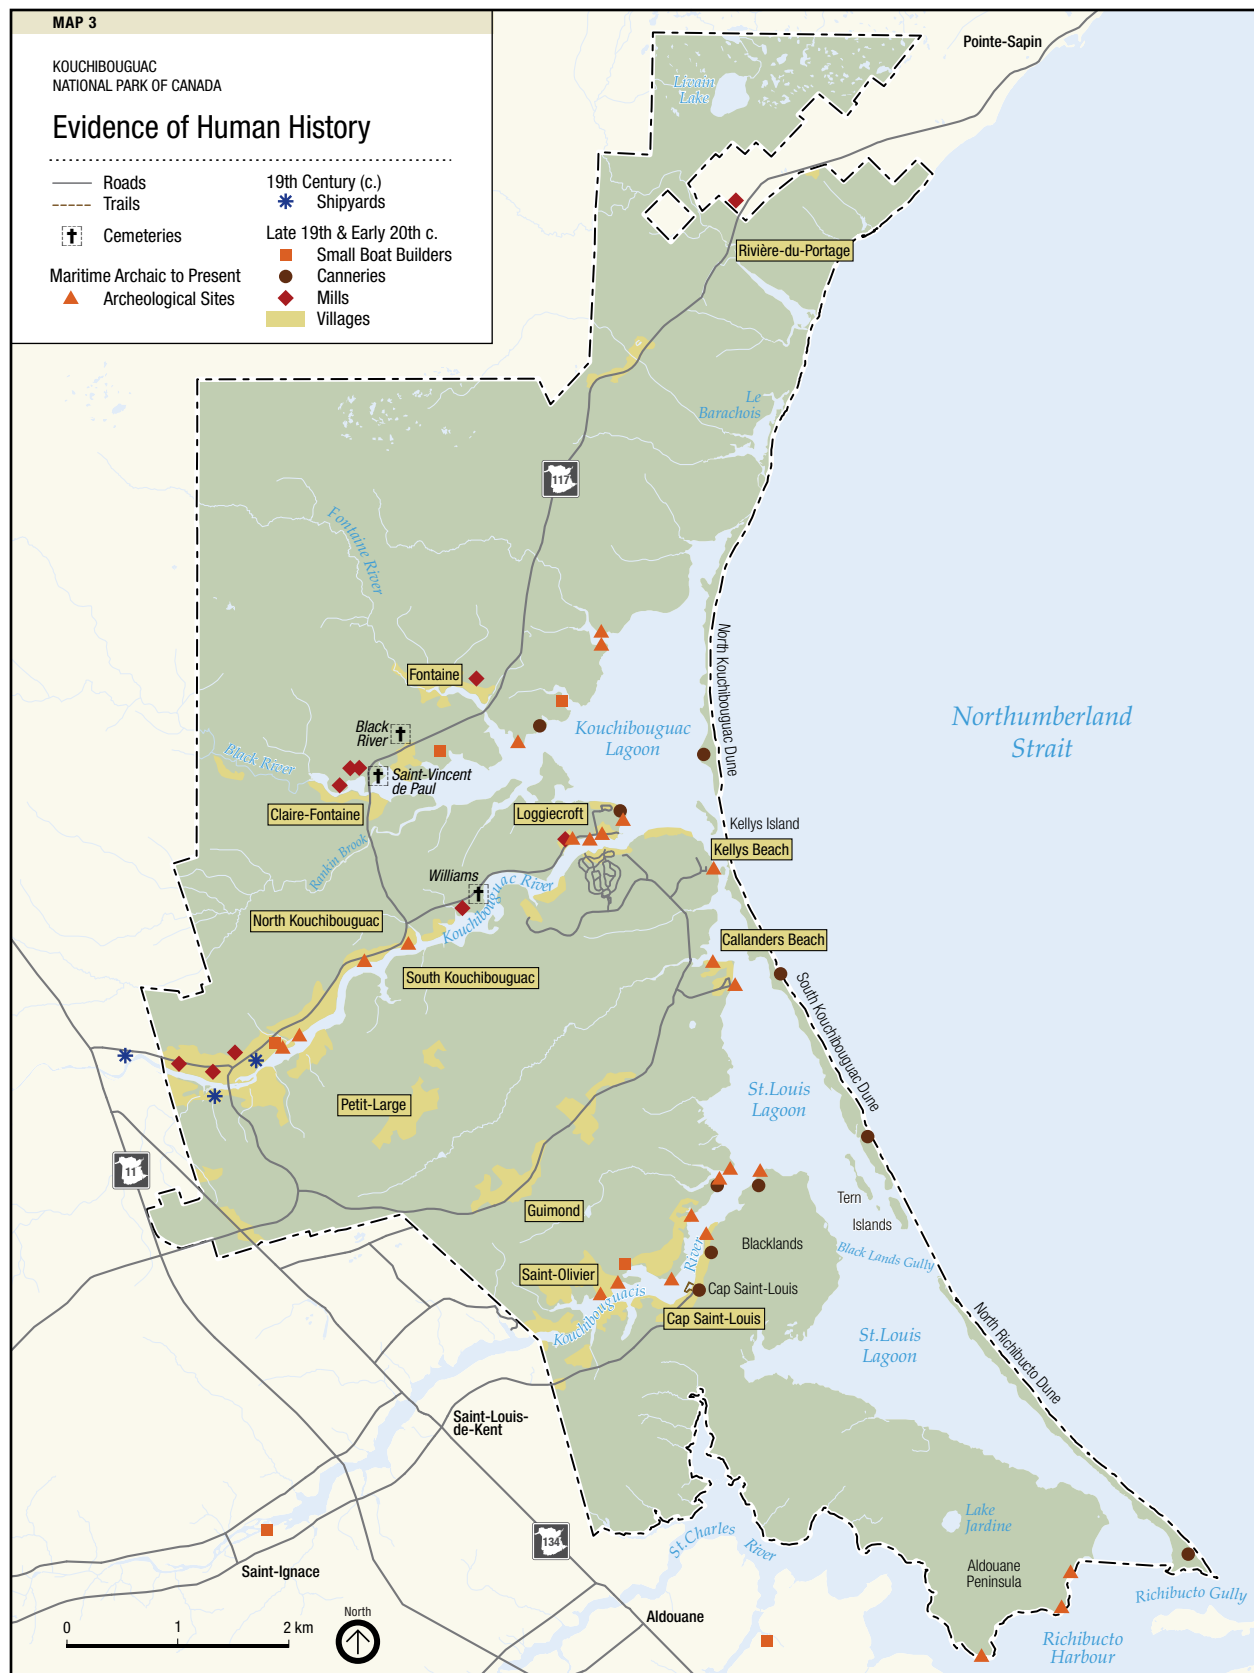 MAP 3
KOUCHIBOUGUAC
NATIONAL PARK OF CANADA
Evidence of Human History
Roads
Trails
Cemeteries
Maritime Archaic to Present
Archeological Sites
19th Century (c.)
Shipyards
Late 19th & Early 20th c.
Small Boat Builders
Canneries
Mills
Villages
Pointe-Sapin
Livain
Lake
Rivière-du-Portage
Le
Barachois
117
Fontaine River
North Kouchibouguac Dune
Fontaine
Black
River
Kouchibouguac
Lagoon
Northumberland
Strait
Black River
Saint-Vincent
de Paul
Claire-Fontaine
Loggiecroft
Kellys Island
Kellys Beach
Rankin Brook
Williams
Kouchibouguac River
North Kouchibouguac
Callanders Beach
South Kouchibouguac
South Kouchibouguac Dune
Petit-Large
St.Louis
Lagoon
11
Tern
Islands
Guimond
Blacklands
Black Lands Gully
Saint-Olivier
Kouchibouguacis
River
Cap Saint-Louis
Cap Saint-Louis
North Richibucto Dune
St.Louis
Lagoon
Saint-Louis-
de-Kent
Lake
Jardine
134
St.Charles River
Saint-Ignace
Aldouane
Peninsula
Richibucto Gully
Aldouane
Richibucto
Harbour
0 1 2 km
North